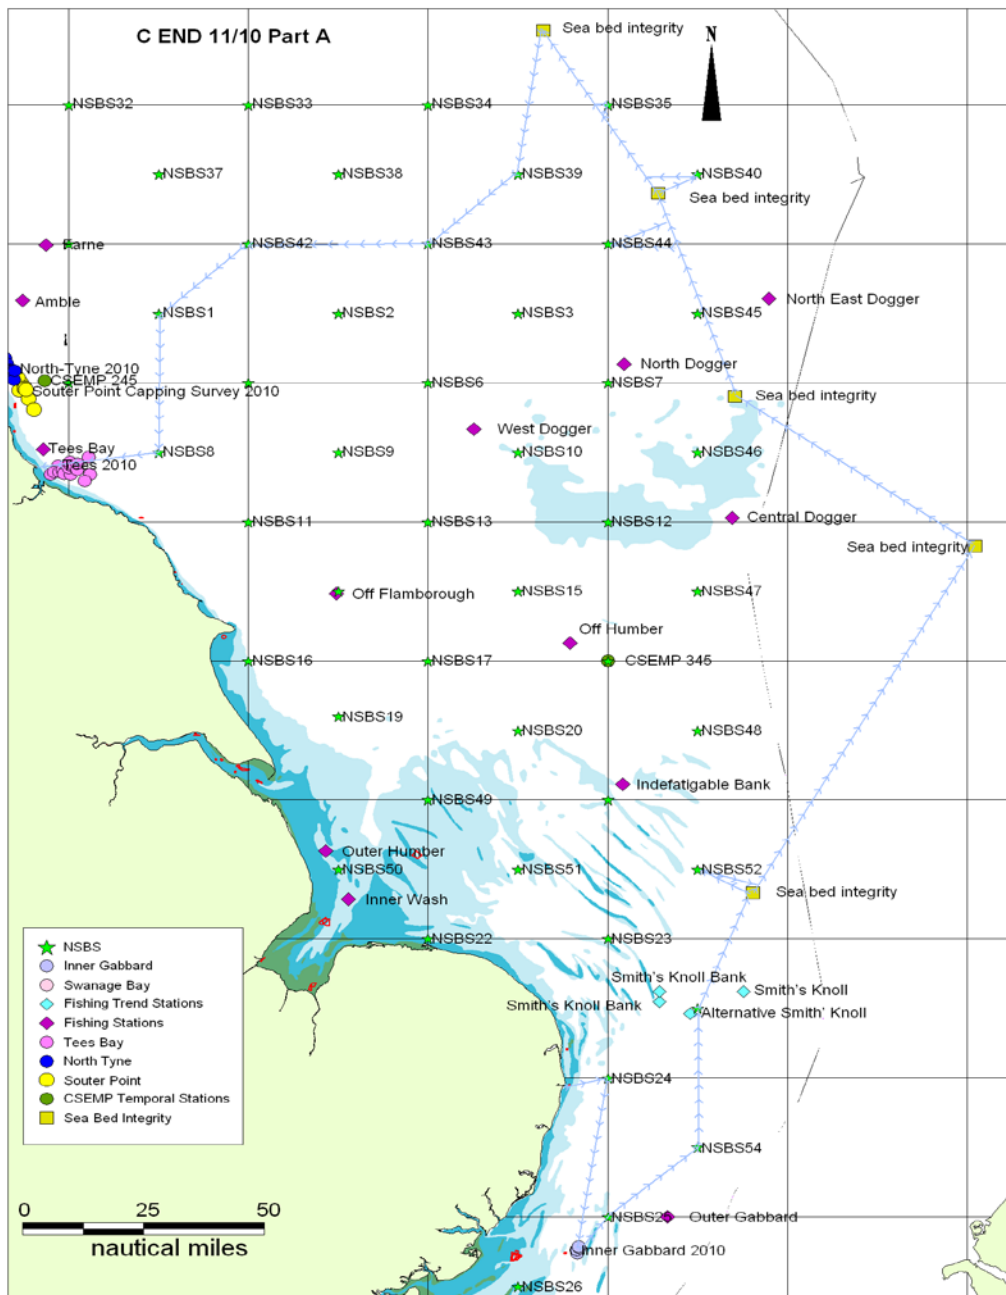 C END 11/10 Part A
Sea bed integrity
N
NSBS32
NSBS33
NSBS34
NSBS35
NSBS37
NSBS38
NSBS39
NSBS40
Sea bed integrity
Farne
NSBS42
NSBS43
NSBS44
Amble
NSBS1
NSBS2
NSBS3
NSBS45
North East Dogger
North-Tyne 2010
CSEMP 245
Souter Point Capping Survey 2010
NSBS6
North Dogger
NSBS7
Sea bed integrity
West Dogger
Tees Bay
Tees 2010
NSBS8
NSBS9
NSBS10
NSBS46
NSBS11
NSBS13
NSBS12
Central Dogger
Sea bed integrity
Off Flamborough
NSBS15
NSBS47
Off Humber
NSBS16
NSBS17
CSEMP 345
NSBS19
NSBS20
NSBS48
Indefatigable Bank
NSBS49
Outer Humber
NSBS50
NSBS51
NSBS52
Inner Wash
Sea bed integrity
NSBS22
NSBS23
Smith's Knoll Bank
Smith's Knoll
Smith's Knoll Bank
Alternative Smith' Knoll
NSBS24
NSBS54
NSBS25
Outer Gabbard
Inner Gabbard 2010
NSBS26
NSBS
Inner Gabbard
Swanage Bay
Fishing Trend Stations
Fishing Stations
Tees Bay
North Tyne
Souter Point
CSEMP Temporal Stations
Sea Bed Integrity
0 25 50
nautical miles